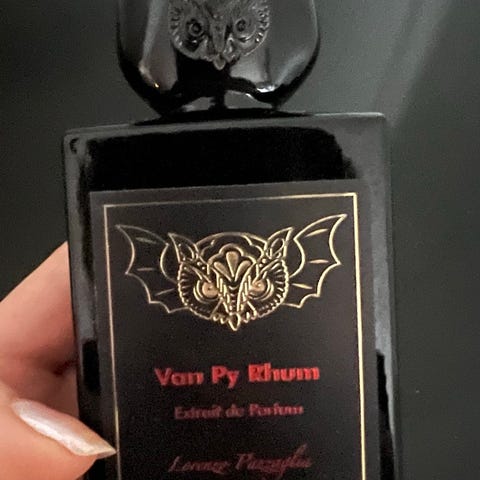 Van Py Rhum
Extrait de Parfum
Lorenzo Pazzaglia